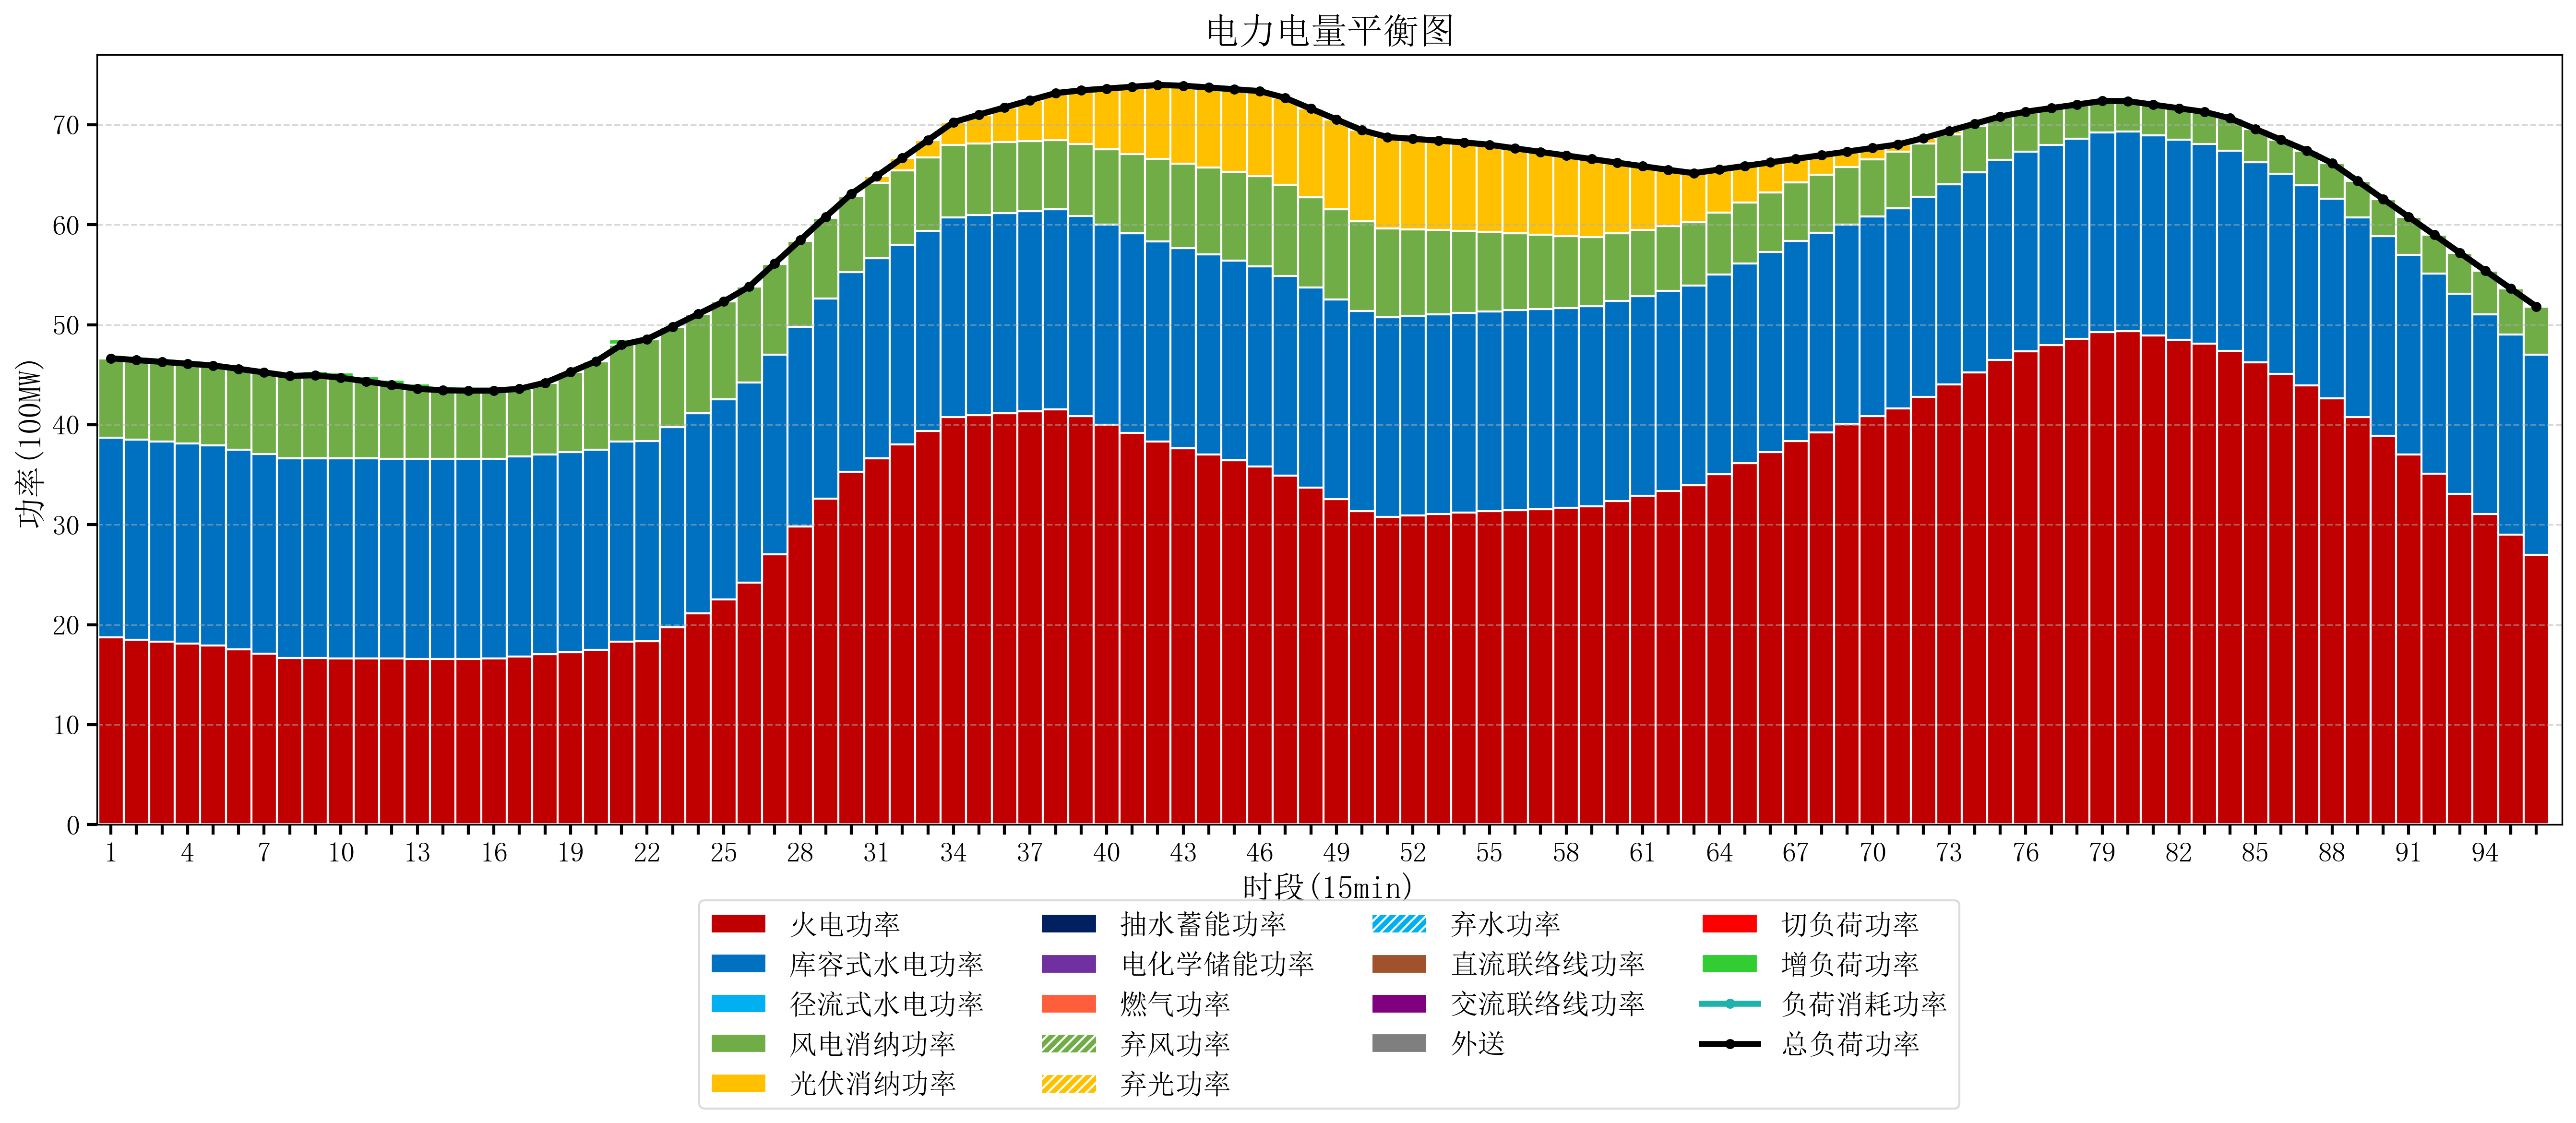 电力电量平衡图
功率(100MW)
70
60
50
40
30
20
10
0
1 4 7 10 13 16 19 22 25 28 31 34 37 40 43 46 49 52 55 58 61 64 67 70 73 76 79 82 85 88 91 94
时段(15min)
火电功率 抽水蓄能功率 弃水功率 切负荷功率
库容式水电功率 电化学储能功率 直流联络线功率 增负荷功率
径流式水电功率 燃气功率 交流联络线功率 负荷消耗功率
风电消纳功率 弃风功率 外送 总负荷功率
光伏消纳功率 弃光功率